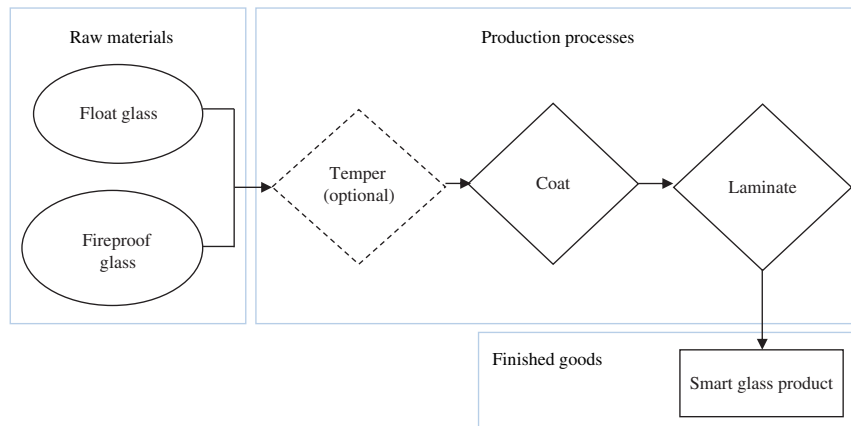 Raw materials
Production processes
Float glass
Fireproof
glass
Temper
(optional)
Coat
Laminate
Finished goods
Smart glass product